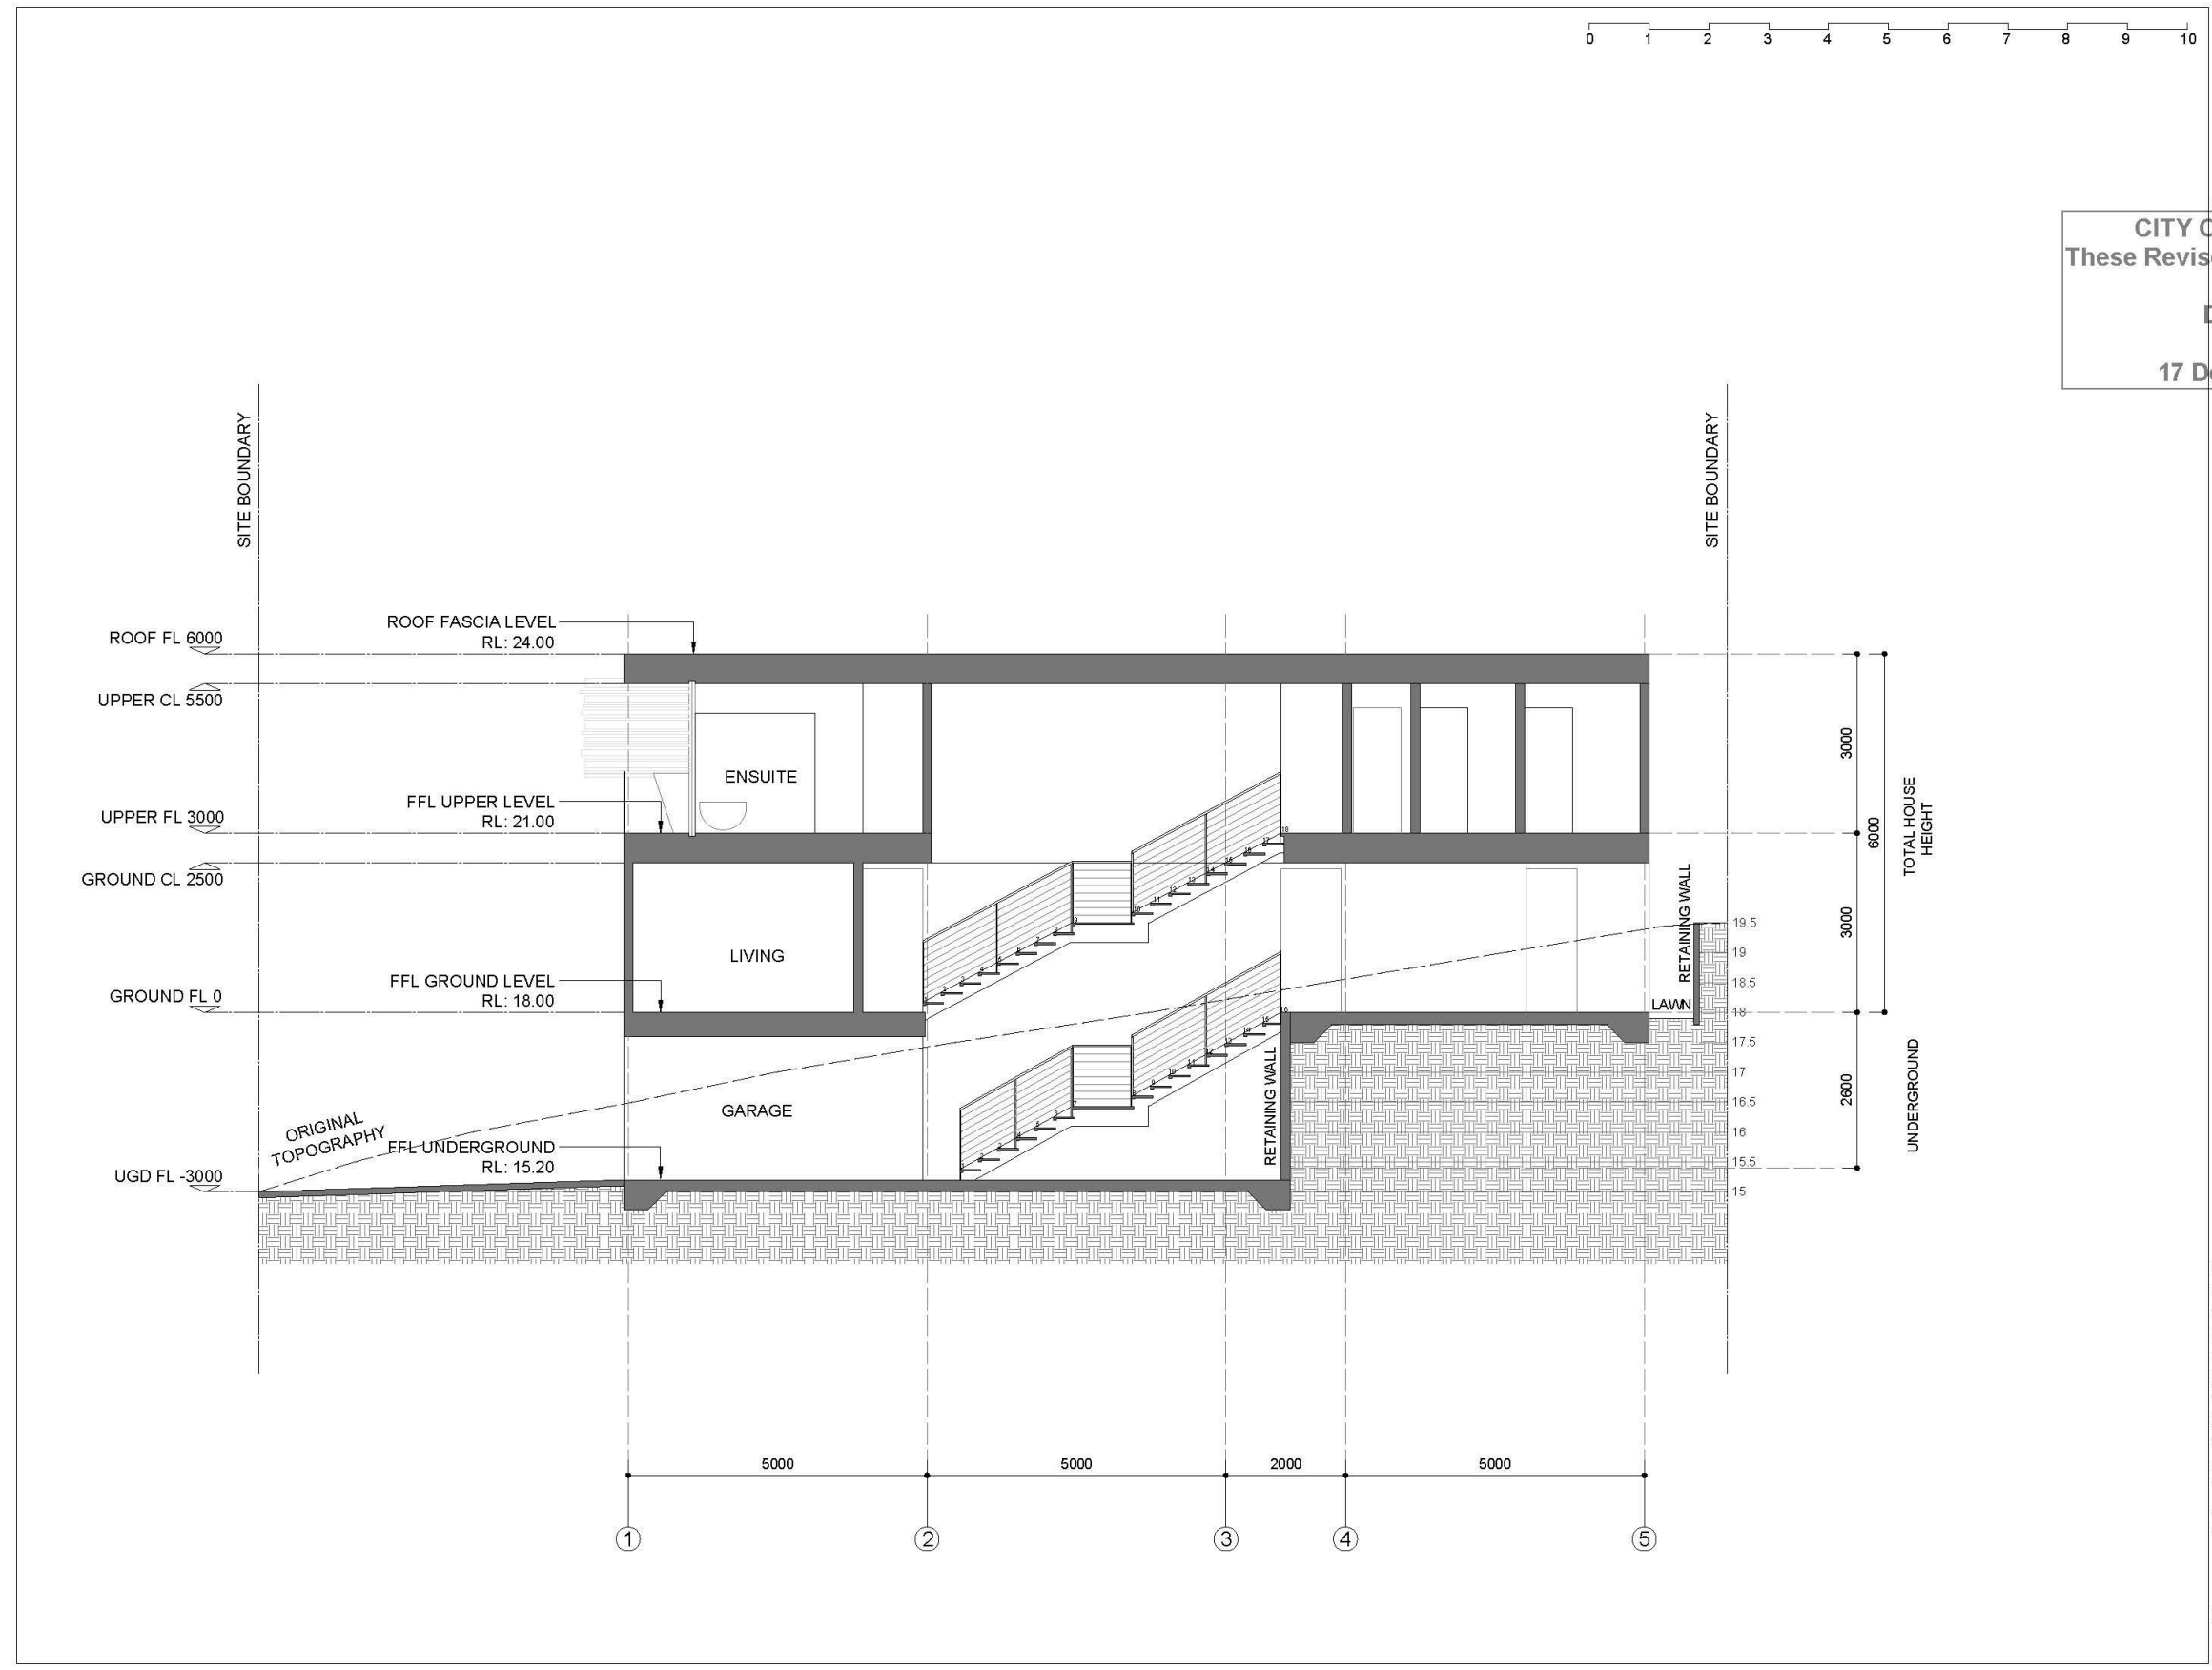 0 1 2 3 4 5 6 7 8 9 10
CITY
These Revis
17 D
SITE BOUNDARY
SITE BOUNDARY
ROOF FL 6000
UPPER CL 5500
UPPER FL 3000
GROUND CL 2500
GROUND FL 0
UGD FL -3000
ROOF FASCIA LEVEL
RL: 24.00
FFL UPPER LEVEL
RL: 21.00
FFL GROUND LEVEL
RL: 18.00
FFL UNDERGROUND
RL: 15.20
ORIGINAL
TOPOGRAPHY
ENSUITE
LIVING
GARAGE
RETAINING WALL
RETAINING WALL
LAWN
19.5
19
18.5
18
17.5
17
16.5
16
15.5
15
3000
3000
2600
6000
TOTAL HOUSE
HEIGHT
UNDERGROUND
5000 5000 2000 5000
1 2 3 4 5